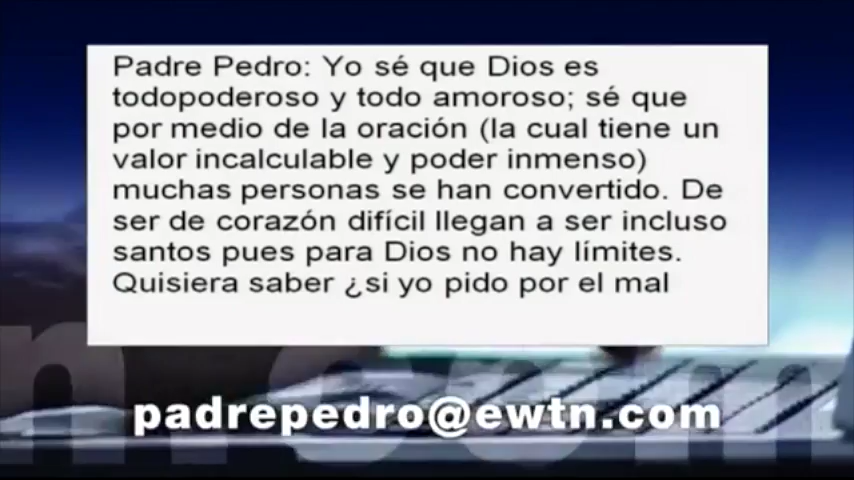 Padre Pedro: Yo sé que Dios es
todopoderoso y todo amoroso; sé que
por medio de la oración (la cual tiene un
valor incalculable y poder inmenso)
muchas personas se han convertido. De
ser de corazón difícil llegan a ser incluso
santos pues para Dios no hay límites.
Quisiera saber ¿si yo pido por el mal
padrepedro@ewtn.com